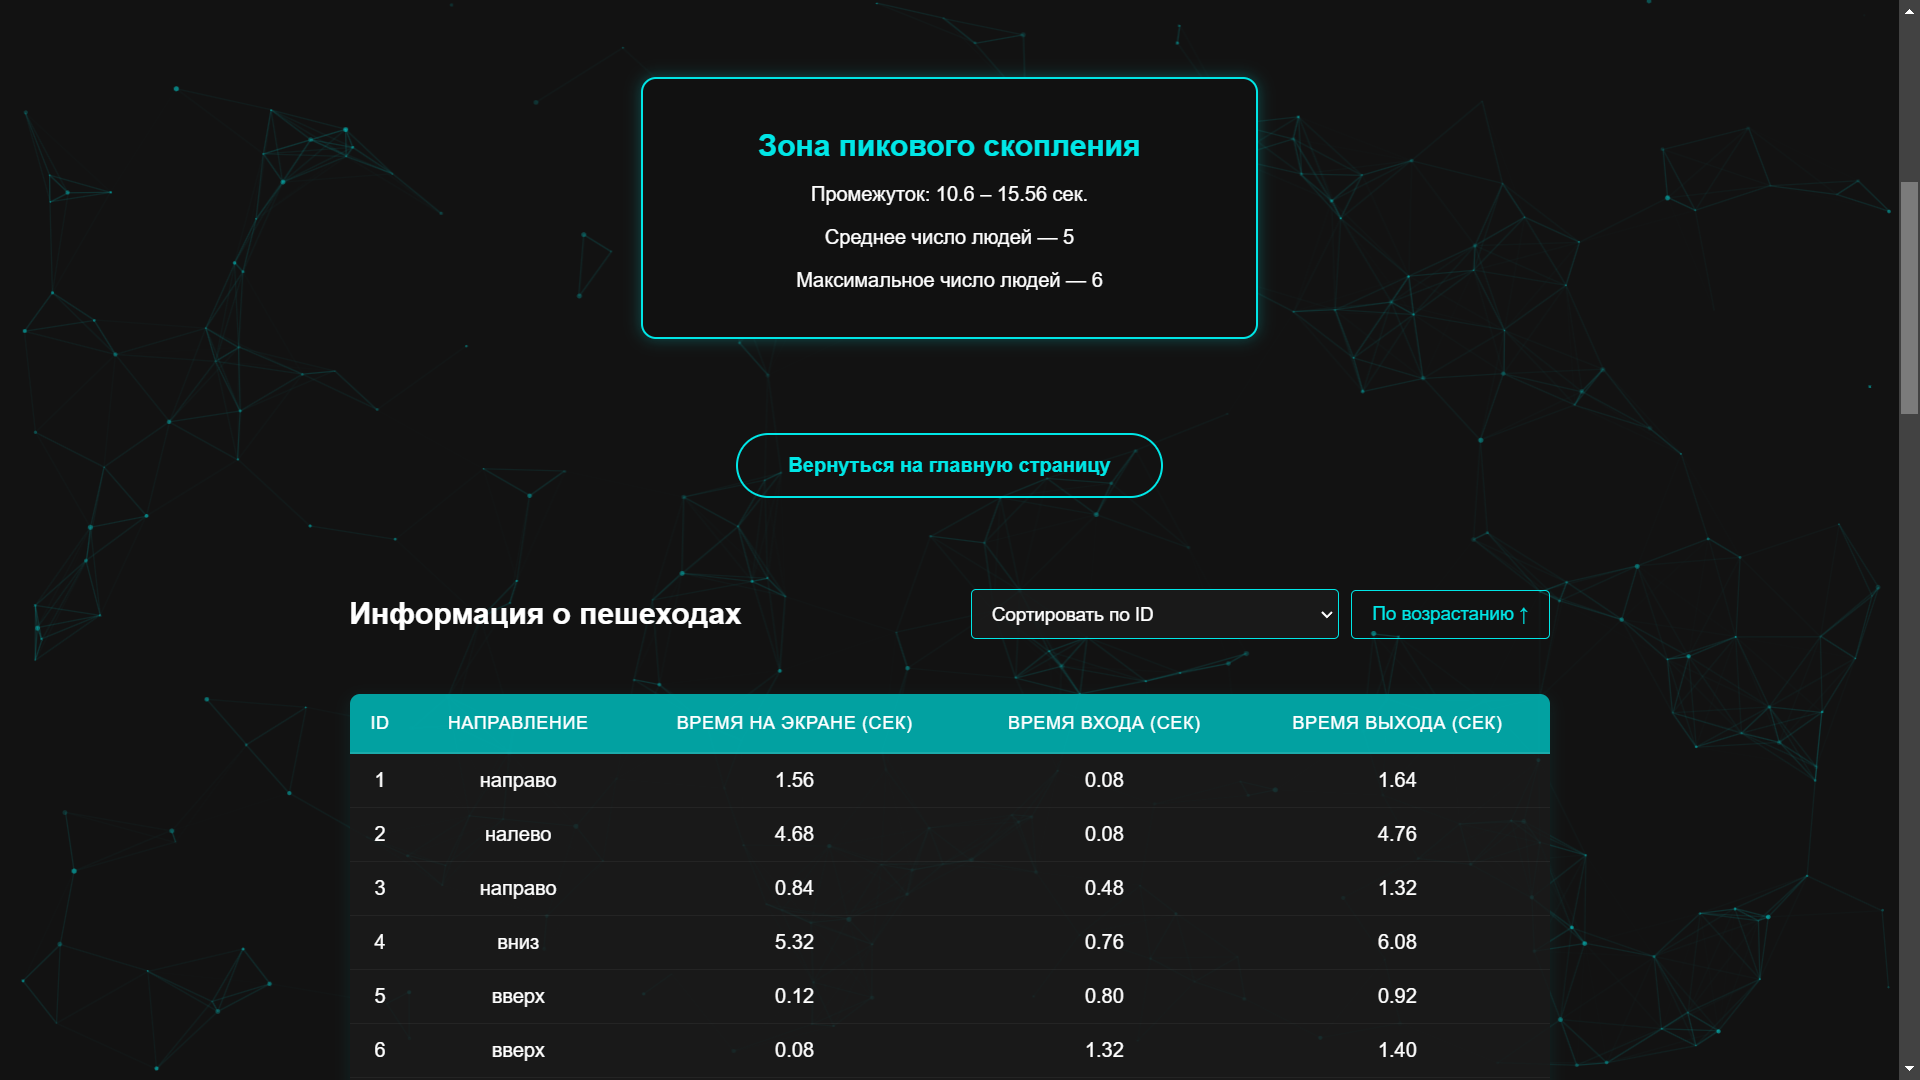 Зона пикового скопления
Промежуток: 10.6 – 15.56 сек.
Среднее число людей — 5
Максимальное число людей — 6
Вернуться на главную страницу
Информация о пешеходах
Сортировать по ID
По возрастанию ↑
ID НАПРАВЛЕНИЕ ВРЕМЯ НА ЭКРАНЕ (СЕК) ВРЕМЯ ВХОДА (СЕК) ВРЕМЯ ВЫХОДА (СЕК)
1 направо 1.56 0.08 1.64
2 налево 4.68 0.08 4.76
3 направо 0.84 0.48 1.32
4 вниз 5.32 0.76 6.08
5 вверх 0.12 0.80 0.92
6 вверх 0.08 1.32 1.40